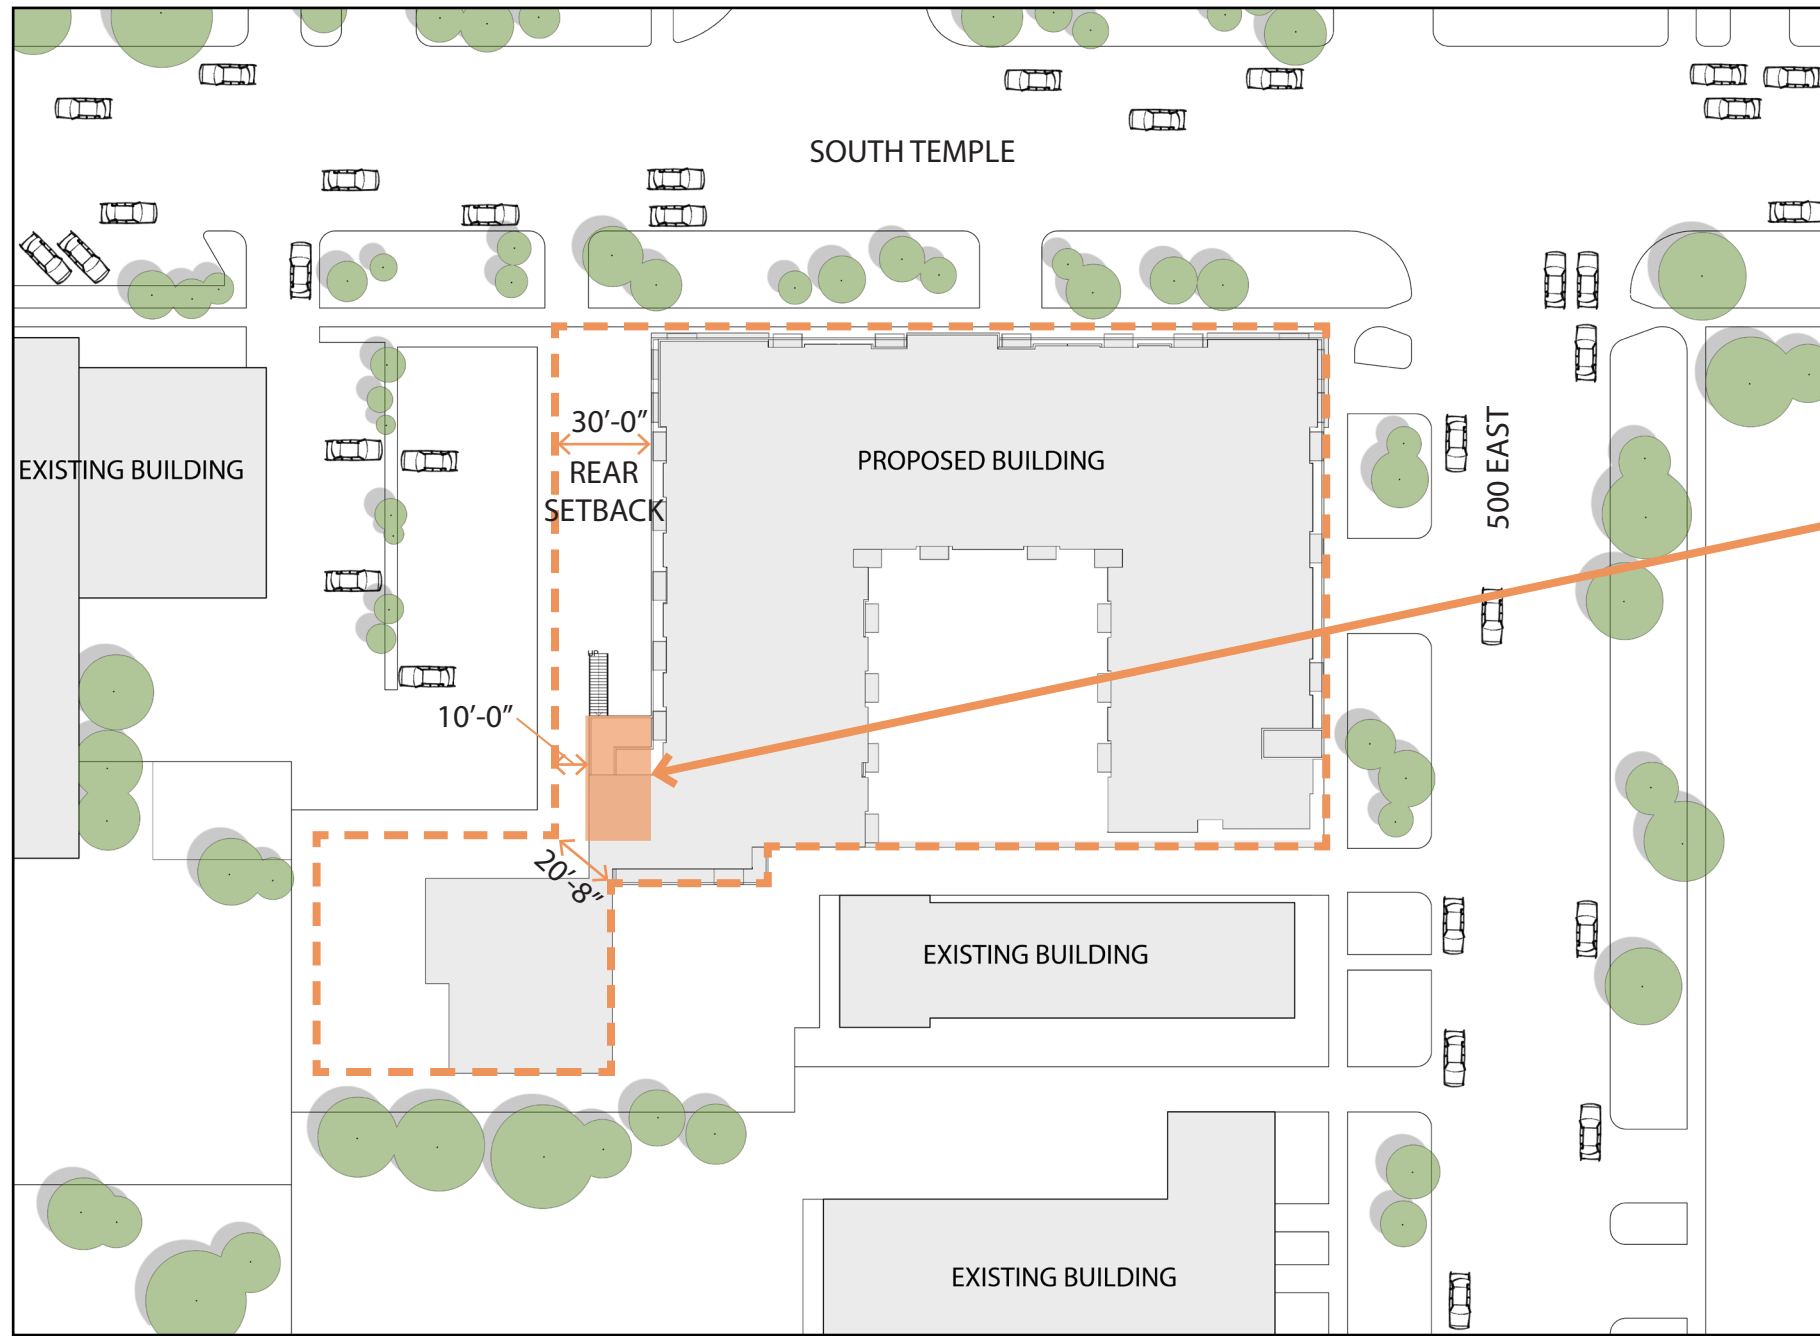 SOUTH TEMPLE
30’-0”
REAR
SETBACK
PROPOSED BUILDING
EXISTING BUILDING
500 EAST
UP
10’-0”
20’-8”
EXISTING BUILDING
EXISTING BUILDING